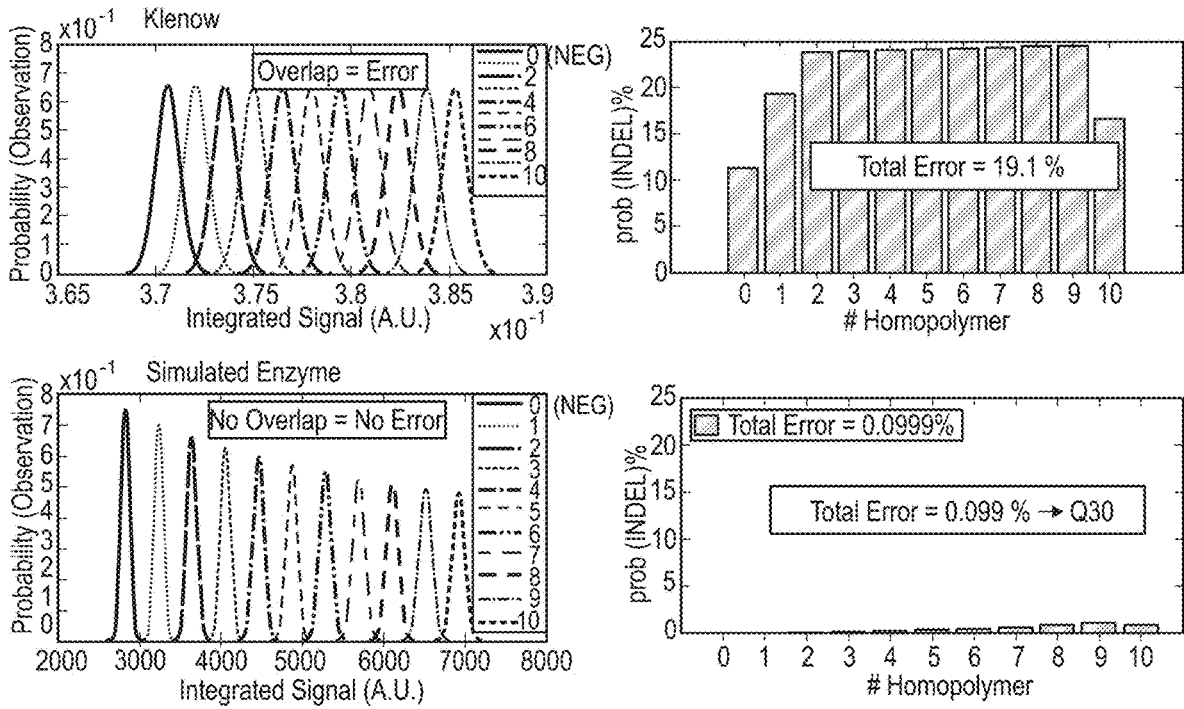 ×10⁻¹ Klenow
Probability (Observation)
8
7
6
5
4
3
2
1
0
Overlap = Error
0 (NEG)
2
4
6
8
10
3.65 3.7 3.75 3.8 3.85 3.9
Integrated Signal (A.U.) ×10⁻¹
prob (INDEL)%
25
20
15
10
5
0
Total Error = 19.1 %
0 1 2 3 4 5 6 7 8 9 10
# Homopolymer
×10⁻¹ Simulated Enzyme
Probability (Observation)
8
7
6
5
4
3
2
1
0
No Overlap = No Error
0 (NEG)
1
2
3
4
5
6
7
8
9
10
2000 3000 4000 5000 6000 7000 8000
Integrated Signal (A.U.)
prob (INDEL)%
25
20
15
10
5
0
Total Error = 0.0999%
Total Error = 0.099 % → Q30
0 1 2 3 4 5 6 7 8 9 10
# Homopolymer